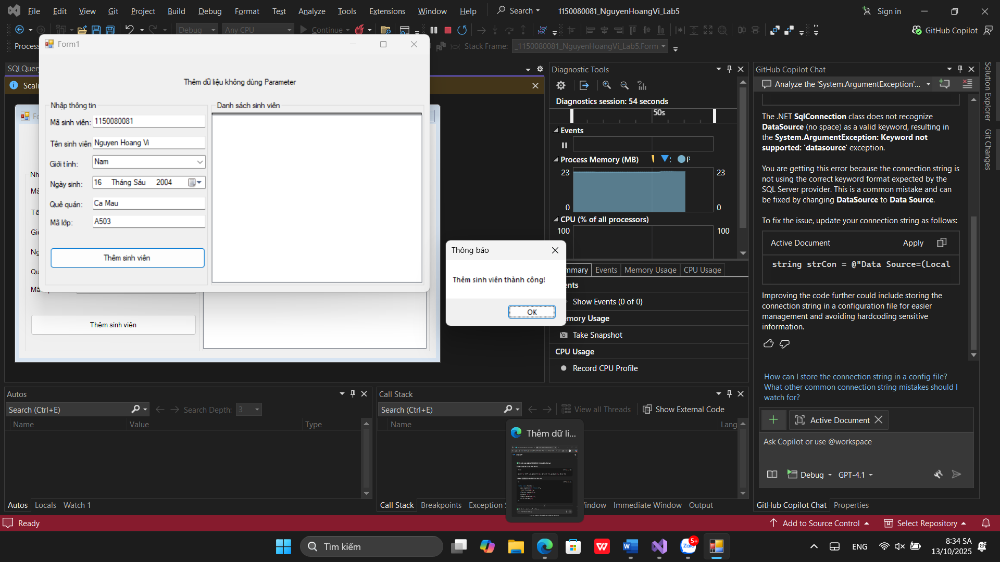 File Edit View Git Project Build Debug Format Test Analyze Tools Extensions Window Help Search 1150080081_NguyenHoangVi_Lab5 Sign in
Debug Any CPU Continue GitHub Copilot
Process Stack Frame: _1150080081_NguyenHoangVi_Lab5.Form
Form1
Thêm dữ liệu không dùng Parameter
Nhập thông tin
Mã sinh viên: 1150080081
Tên sinh viên Nguyen Hoang Vi
Giới tính: Nam
Ngày sinh: 16 Tháng Sáu 2004
Quê quán: Ca Mau
Mã lớp: A503
Thêm sinh viên
Danh sách sinh viên
SQLQuery
Scali
Fo
Nh
Mã
Tê
Giớ
Ng
Qu
Mã
Thêm sinh viên
Thông báo
Thêm sinh viên thành công!
OK
Diagnostic Tools
Diagnostics session: 54 seconds
50s
Events
Process Memory (MB) P
23 23
0 0
CPU (% of all processors)
100 100
mmary Events Memory Usage CPU Usage
ents
Show Events (0 of 0)
mory Usage
Take Snapshot
CPU Usage
Record CPU Profile
GitHub Copilot Chat
Analyze the 'System.ArgumentException'...
The .NET SqlConnection class does not recognize
DataSource (no space) as a valid keyword, resulting in
the System.ArgumentException: Keyword not
supported: 'datasource' exception.
You are getting this error because the connection string is
not using the correct keyword format expected by the
SQL Server provider. This is a common mistake and can
be fixed by changing DataSource to Data Source.
To fix the issue, update your connection string as follows:
Active Document Apply
string strCon = @"Data Source=(Local
Improving the code further could include storing the
connection string in a configuration file for easier
management and avoiding hardcoding sensitive
information.
How can I store the connection string in a config file?
What other common connection string mistakes should I
watch for?
Active Document
Ask Copilot or use @workspace
Debug GPT-4.1
GitHub Copilot Chat Properties
Solution Explorer
Git Changes
Autos
Search (Ctrl+E) Search Depth: 3
Name Value Type
Autos Locals Watch 1
Call Stack
Search (Ctrl+E) View all Threads Show External Code
Name Lang
Call Stack Breakpoints Exception S indow Immediate Window Output
Thêm dữ li...
Ready Add to Source Control Select Repository
Tìm kiếm
Zalo 5+
ENG
8:34 SA
13/10/2025